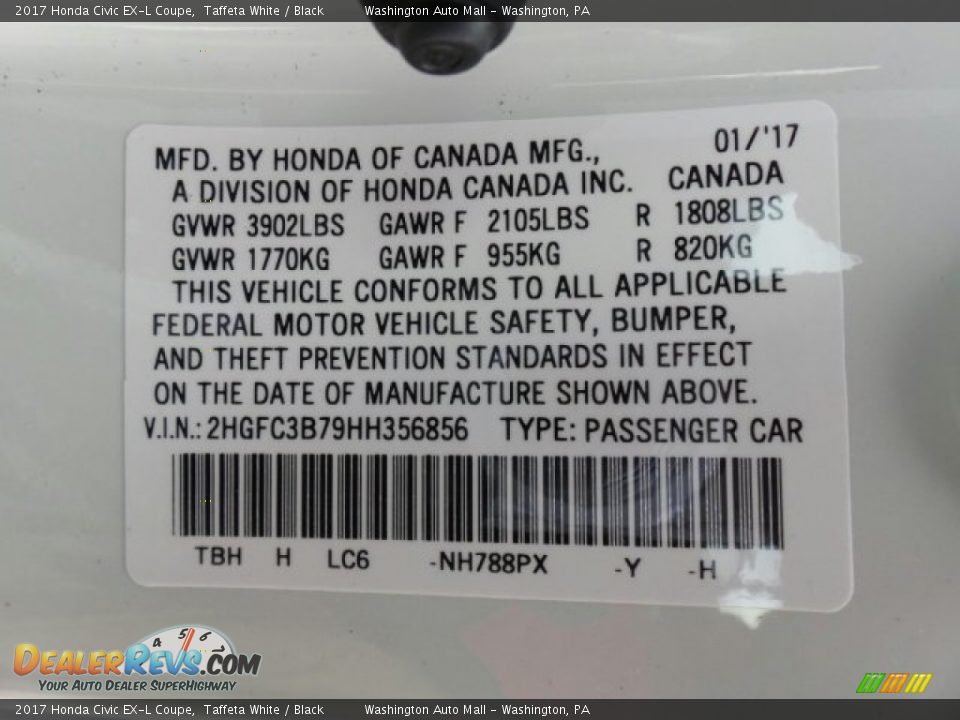 2017 Honda Civic EX-L Coupe, Taffeta White / Black Washington Auto Mall - Washington, PA
01/'17
MFD. BY HONDA OF CANADA MFG.,
A DIVISION OF HONDA CANADA INC. CANADA
GVWR 3902LBS GAWR F 2105LBS R 1808LBS
GVWR 1770KG GAWR F 955KG R 820KG
THIS VEHICLE CONFORMS TO ALL APPLICABLE
FEDERAL MOTOR VEHICLE SAFETY, BUMPER,
AND THEFT PREVENTION STANDARDS IN EFFECT
ON THE DATE OF MANUFACTURE SHOWN ABOVE.
V.I.N.: 2HGFC3B79HH356856 TYPE: PASSENGER CAR
TBH H LC6 -NH788PX -Y -H
4 5 6 7
DEALERREVS.COM
YOUR AUTO DEALER SUPERHIGHWAY
2017 Honda Civic EX-L Coupe, Taffeta White / Black Washington Auto Mall - Washington, PA